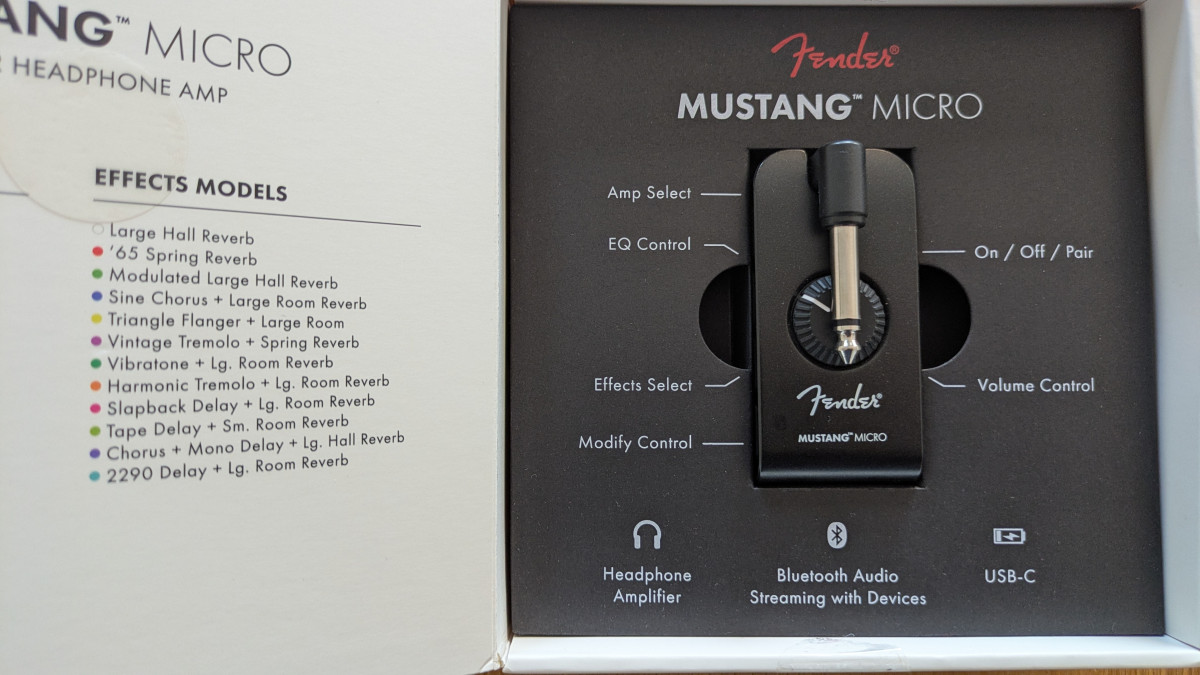 MICRO
HEADPHONE AMP
EFFECTS MODELS
Large Hall Reverb
'65 Spring Reverb
Modulated Large Hall Reverb
Sine Chorus + Large Room Reverb
Triangle Flanger + Large Room
Vintage Tremolo + Spring Reverb
Vibratone + Lg. Room Reverb
Harmonic Tremolo + Lg. Room Reverb
Slapback Delay + Lg. Room Reverb
Tape Delay + Sm. Room Reverb
Chorus + Mono Delay + Lg. Hall Reverb
2290 Delay + Lg. Room Reverb
Fender®
MUSTANG™ MICRO
Amp Select
EQ Control
On / Off / Pair
Effects Select
Volume Control
Modify Control
Fender®
MUSTANG™ MICRO
Headphone
Amplifier
Bluetooth Audio
Streaming with Devices
USB-C